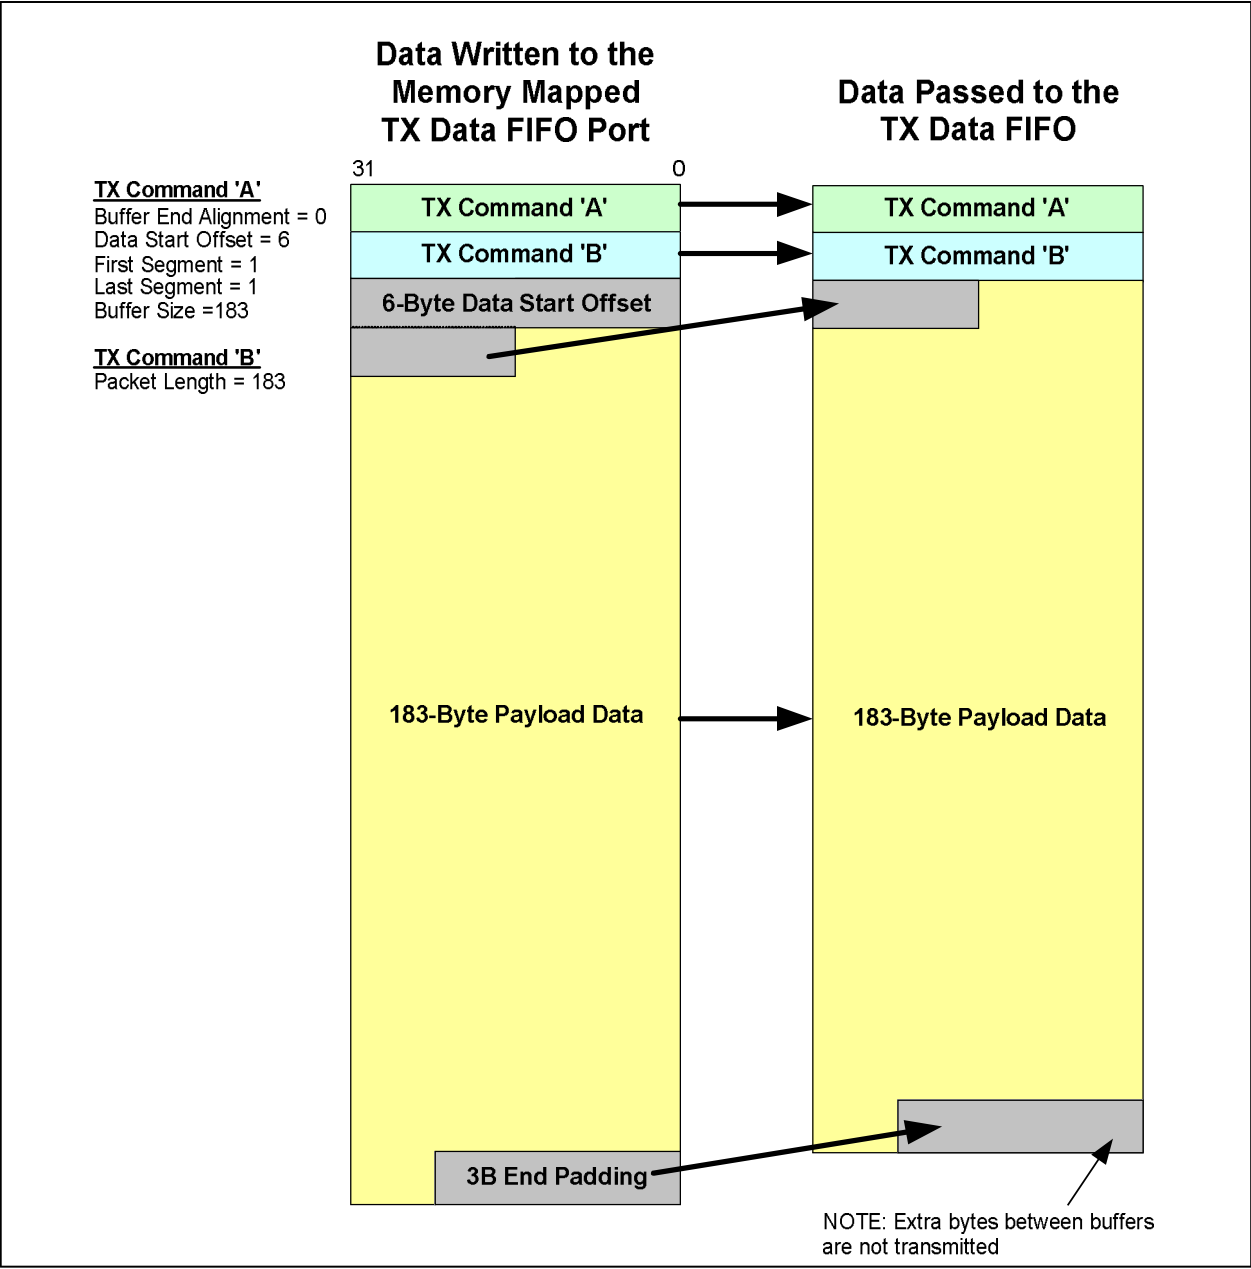 Data Written to the
Memory Mapped
TX Data FIFO Port
Data Passed to the
TX Data FIFO
31
0
TX Command 'A'
Buffer End Alignment = 0
Data Start Offset = 6
First Segment = 1
Last Segment = 1
Buffer Size =183
TX Command 'B'
Packet Length = 183
TX Command 'A'
TX Command 'B'
6-Byte Data Start Offset
183-Byte Payload Data
3B End Padding
TX Command 'A'
TX Command 'B'
183-Byte Payload Data
NOTE: Extra bytes between buffers
are not transmitted